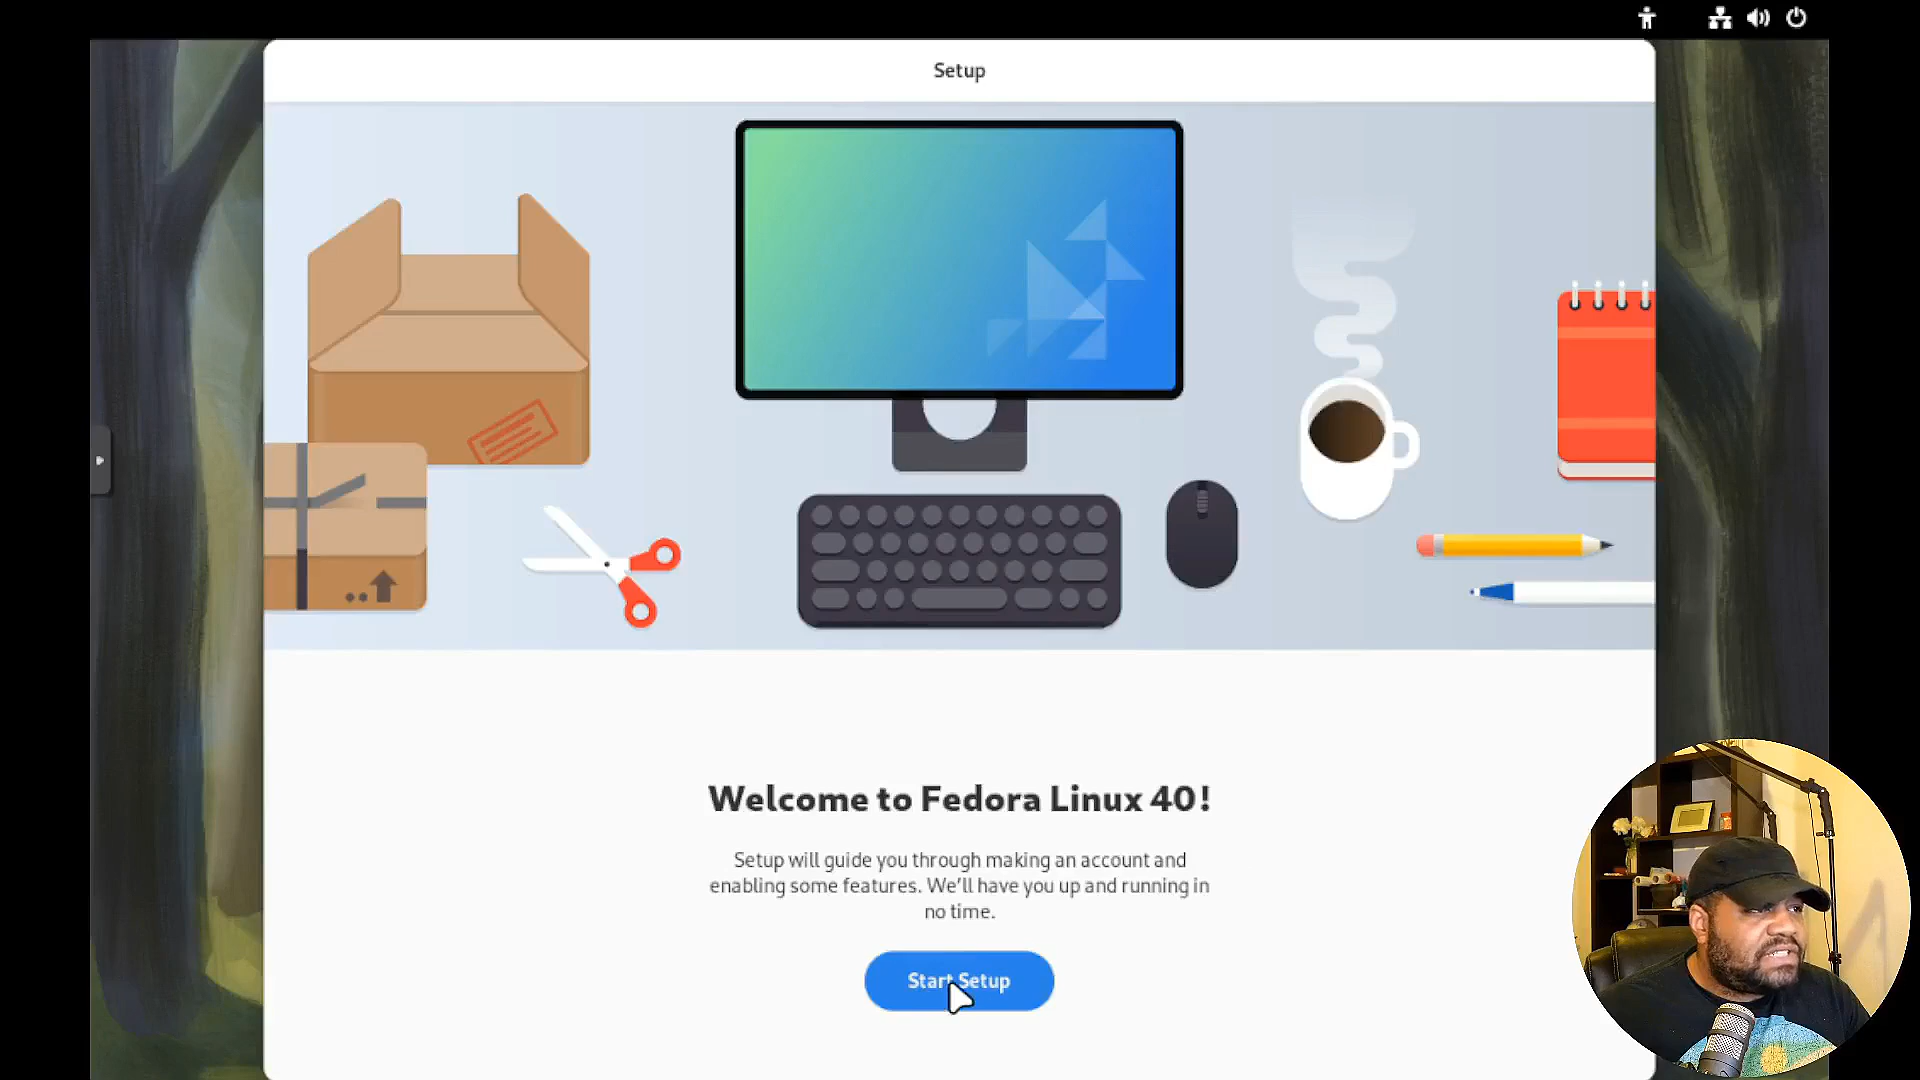 Setup
Welcome to Fedora Linux 40!
Setup will guide you through making an account and
enabling some features. We'll have you up and running in
no time.
Start Setup